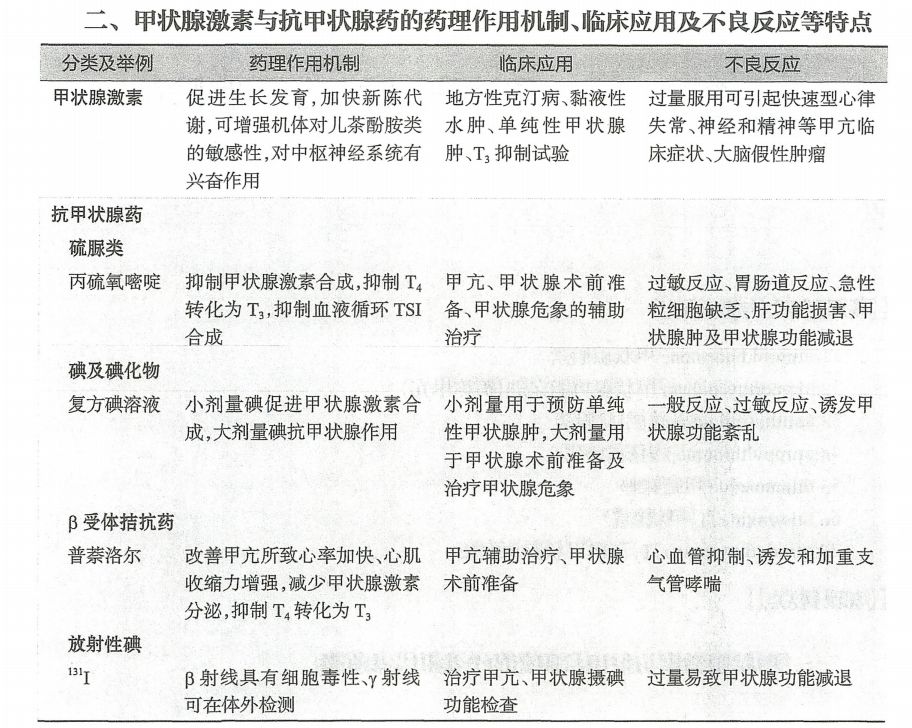 二、甲状腺激素与抗甲状腺药的药理作用机制、临床应用及不良反应等特点
分类及举例 药理作用机制 临床应用 不良反应
甲状腺激素 促进生长发育,加快新陈代 地方性克汀病、黏液性 过量服用可引起快速型心律
谢,可增强机体对儿茶酚胺类 水肿、单纯性甲状腺 失常、神经和精神等甲亢临
的敏感性,对中枢神经系统有 肿、T₃抑制试验 床症状、大脑假性肿瘤
兴奋作用
抗甲状腺药
硫脲类
丙硫氧嘧啶 抑制甲状腺激素合成,抑制 T₄ 甲亢、甲状腺术前准 过敏反应、胃肠道反应、急性
转化为 T₃,抑制血液循环 TSI 备、甲状腺危象的辅助 粒细胞缺乏、肝功能损害、甲
合成 治疗 状腺肿及甲状腺功能减退
碘及碘化物
复方碘溶液 小剂量碘促进甲状腺激素合 小剂量用于预防单纯 一般反应、过敏反应、诱发甲
成,大剂量碘抗甲状腺作用 性甲状腺肿,大剂量用 状腺功能紊乱
于甲状腺术前准备及
治疗甲状腺危象
β受体拮抗药
普萘洛尔 改善甲亢所致心率加快、心肌 甲亢辅助治疗、甲状腺 心血管抑制、诱发和加重支
收缩力增强,减少甲状腺激素 术前准备 气管哮喘
分泌,抑制 T₄ 转化为 T₃
放射性碘
¹³¹I β射线具有细胞毒性、γ射线 治疗甲亢、甲状腺摄碘 过量易致甲状腺功能减退
可在体外检测 功能检查